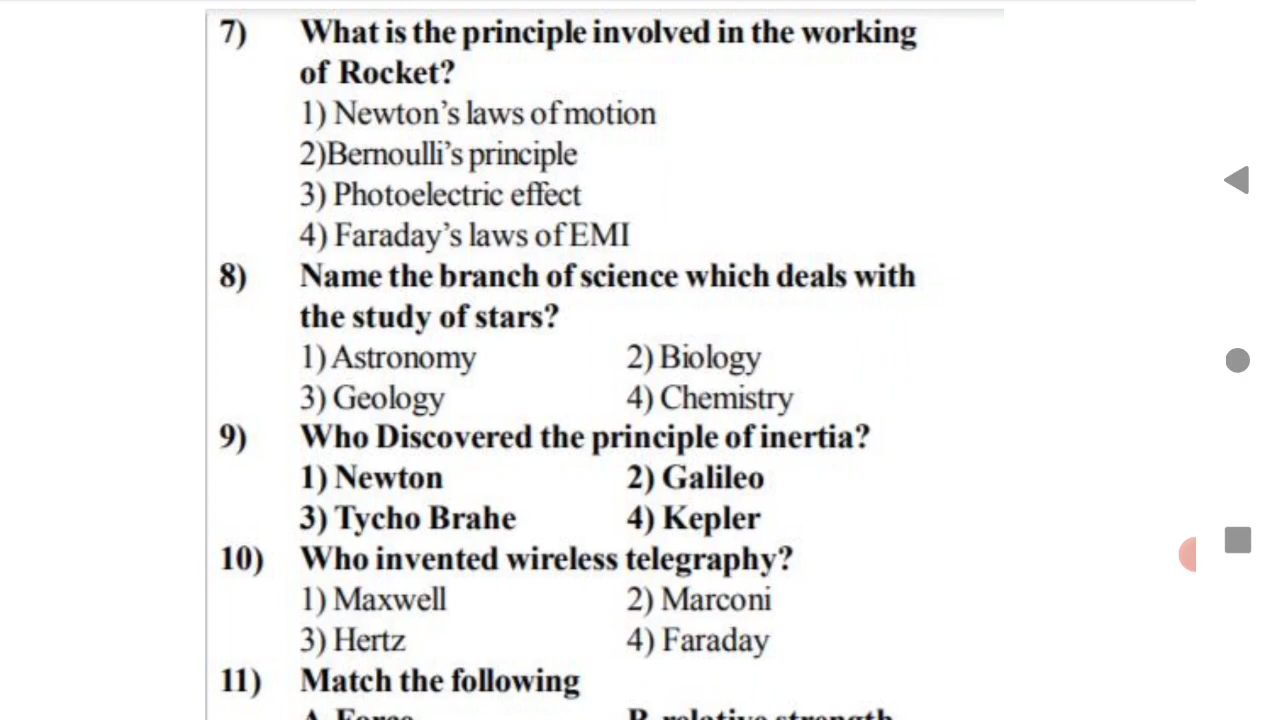 7) What is the principle involved in the working
of Rocket?
1) Newton's laws of motion
2)Bernoulli's principle
3) Photoelectric effect
4) Faraday's laws of EMI
8) Name the branch of science which deals with
the study of stars?
1) Astronomy 2) Biology
3) Geology 4) Chemistry
9) Who Discovered the principle of inertia?
1) Newton 2) Galileo
3) Tycho Brahe 4) Kepler
10) Who invented wireless telegraphy?
1) Maxwell 2) Marconi
3) Hertz 4) Faraday
11) Match the following
A Force B relative strength